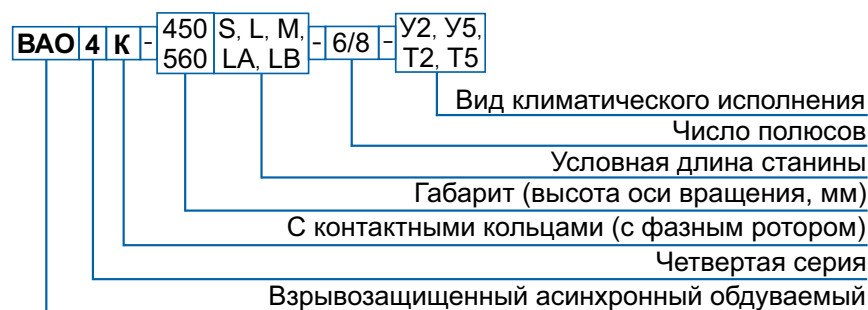 ВАО 4 К - 450 S, L, M, - 6/8 - У2, У5,
560 LA, LB Т2, Т5
Вид климатического исполнения
Число полюсов
Условная длина станины
Габарит (высота оси вращения, мм)
С контактными кольцами (с фазным ротором)
Четвертая серия
Взрывозащищенный асинхронный обдуваемый